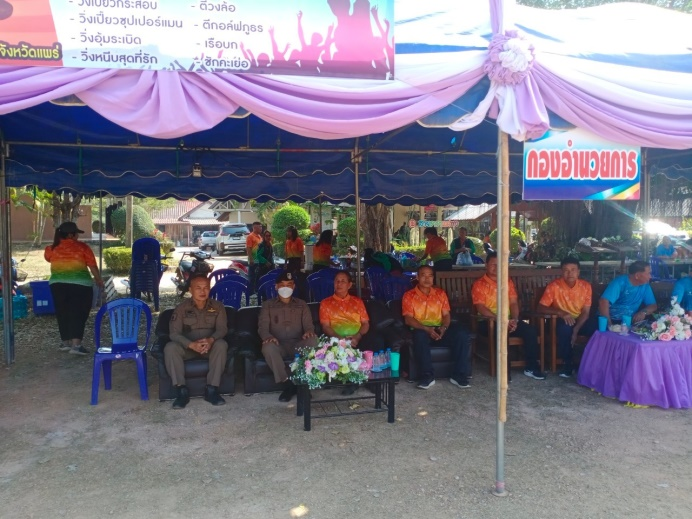 - วิ่งเปี้ยวกระสอบ
- ตีวงล้อ
- วิ่งเปี้ยวซุปเปอร์แมน
- ตีกอล์ฟภูธร
จังหวัดแพร่
- วิ่งอุ้มระเบิด
- เรือบก
- วิ่งหนีบสุดที่รัก
- ชักกะเย่อ
กองอำนวยการ